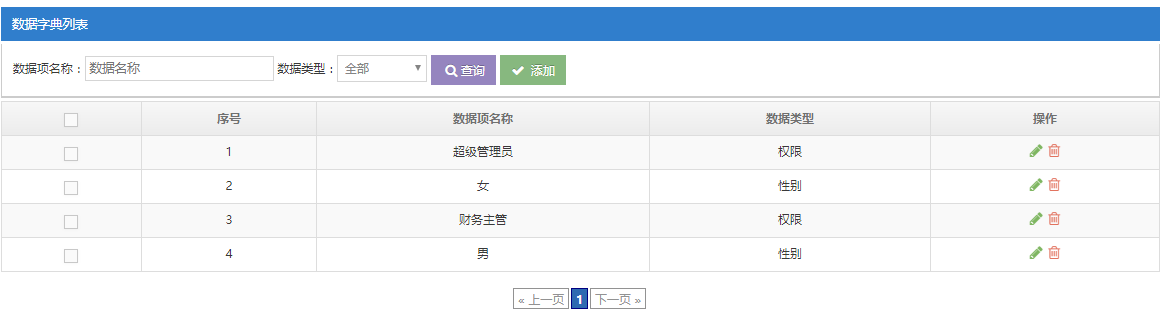 数据字典列表
数据项名称： 数据名称 数据类型： 全部 查询 添加
序号 数据项名称 数据类型 操作
1 超级管理员 权限
2 女 性别
3 财务主管 权限
4 男 性别
« 上一页 1 下一页 »